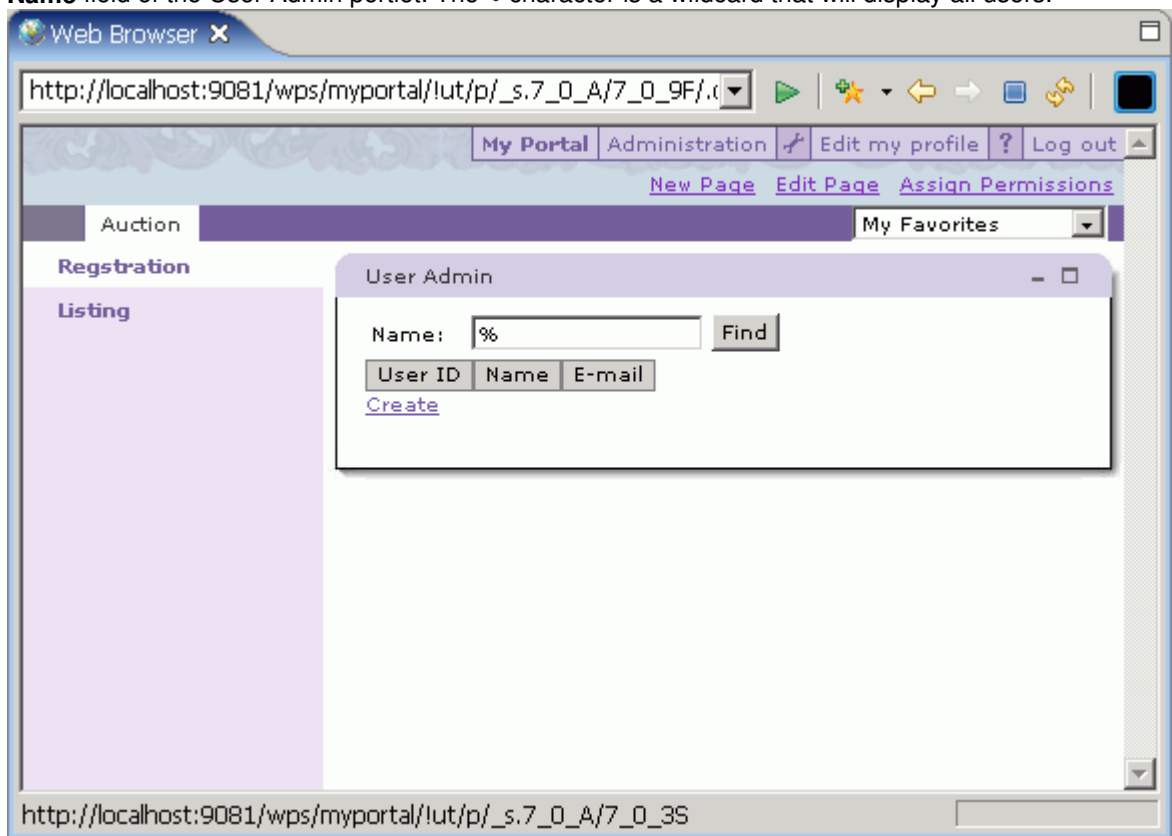 Name field of the User Admin portlet. The % character is a wildcard that will display all users.
Web Browser
http://localhost:9081/wps/myportal/!ut/p/_s.7_0_A/7_0_9F/.
My Portal Administration Edit my profile ? Log out
New Page Edit Page Assign Permissions
Auction My Favorites
Regstration
User Admin
Listing
Name: % Find
User ID Name E-mail
Create
http://localhost:9081/wps/myportal/!ut/p/_s.7_0_A/7_0_3S